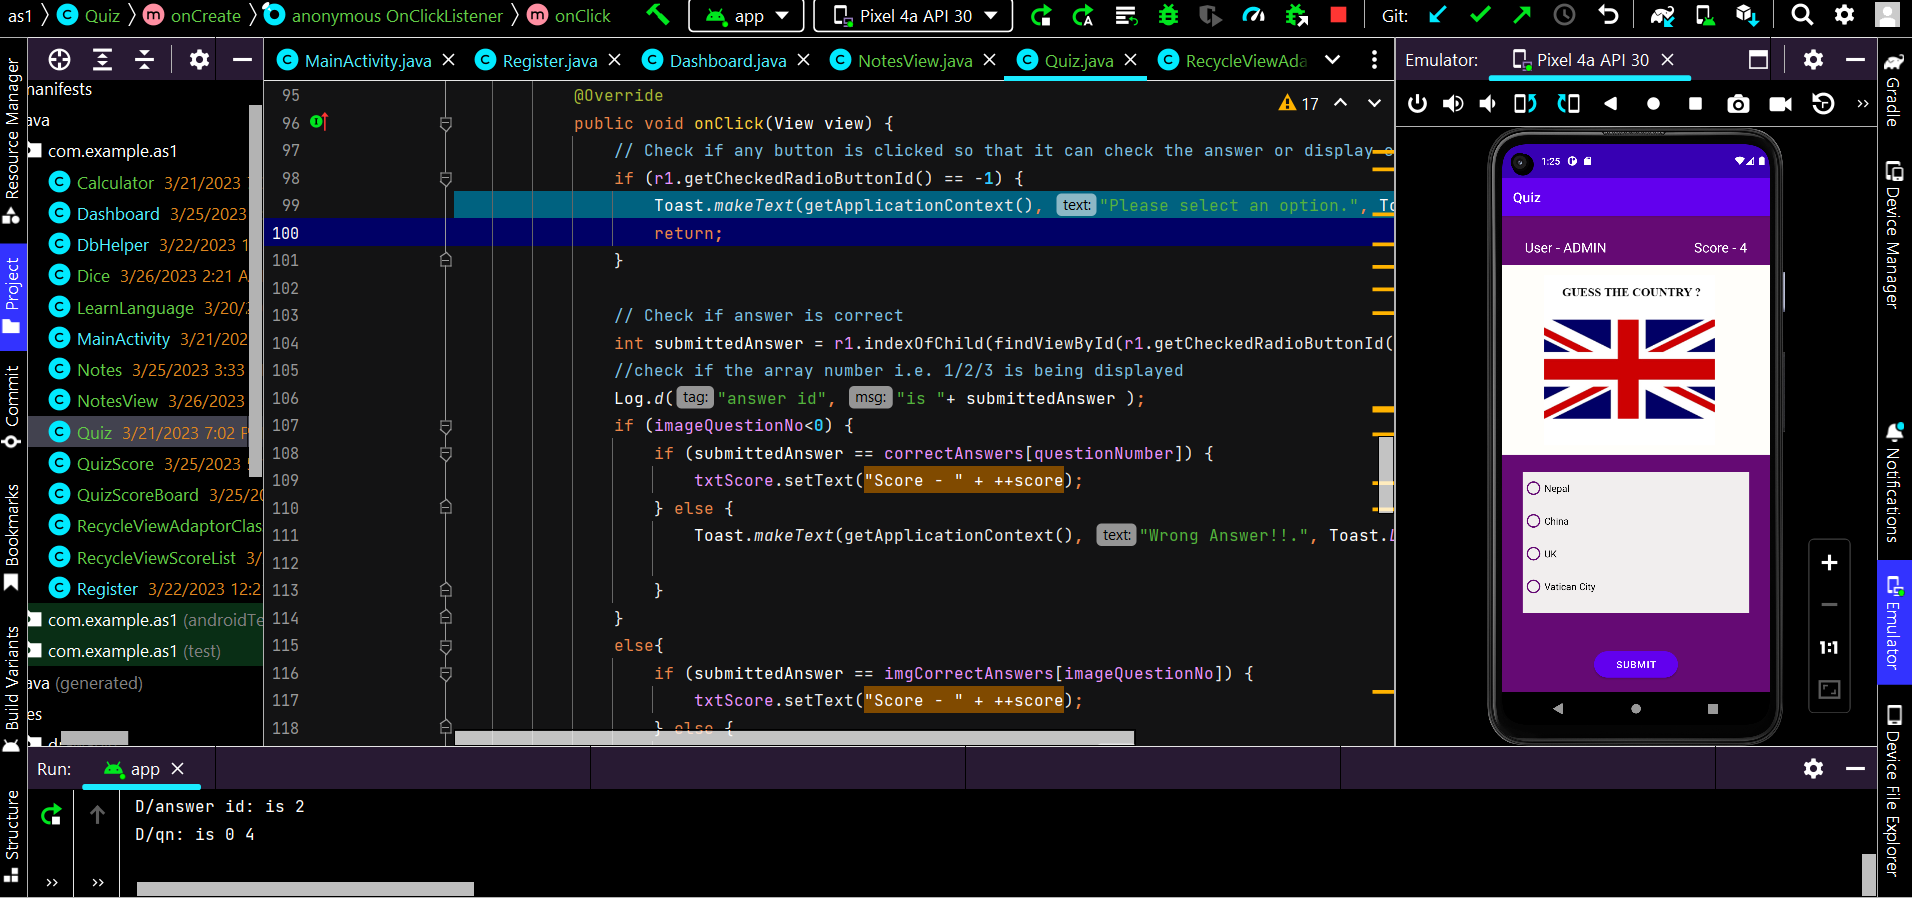 as1 Quiz onCreate anonymous OnClickListener onClick app Pixel 4a API 30 Git:
MainActivity.java Register.java Dashboard.java NotesView.java Quiz.java RecycleViewAda
Emulator: Pixel 4a API 30
Resource Manager
Project
Commit
Bookmarks
Build Variants
Structure
manifests
ava
com.example.as1
Calculator 3/21/2023
Dashboard 3/25/2023
DbHelper 3/22/2023 1
Dice 3/26/2023 2:21 A
LearnLanguage 3/20/2
MainActivity 3/21/202
Notes 3/25/2023 3:33
NotesView 3/26/2023
Quiz 3/21/2023 7:02 P
QuizScore 3/25/2023
QuizScoreBoard 3/25/20
RecycleViewAdaptorClas
RecycleViewScoreList 3/
Register 3/22/2023 12:2
com.example.as1 (androidTe
com.example.as1 (test)
ava (generated)
es
17
95 @Override
96 public void onClick(View view) {
97 // Check if any button is clicked so that it can check the answer or display
98 if (r1.getCheckedRadioButtonId() == -1) {
99 Toast.makeText(getApplicationContext(), text: "Please select an option.", To
100 return;
101 }
102
103 // Check if answer is correct
104 int submittedAnswer = r1.indexOfChild(findViewById(r1.getCheckedRadioButtonId(
105 //check if the array number i.e. 1/2/3 is being displayed
106 Log.d( tag: "answer id", msg: "is "+ submittedAnswer );
107 if (imageQuestionNo<0) {
108 if (submittedAnswer == correctAnswers[questionNumber]) {
109 txtScore.setText("Score - " + ++score);
110 } else {
111 Toast.makeText(getApplicationContext(), text: "Wrong Answer!!.", Toast.L
112
113 }
114 }
115 else{
116 if (submittedAnswer == imgCorrectAnswers[imageQuestionNo]) {
117 txtScore.setText("Score - " + ++score);
118 } else {
1:25
Quiz
User - ADMIN Score - 4
GUESS THE COUNTRY ?
Nepal
China
UK
Vatican City
SUBMIT
1:1
Gradle
Device Manager
Notifications
Emulator
Device File Explorer
Run: app
D/answer id: is 2
D/qn: is 0 4